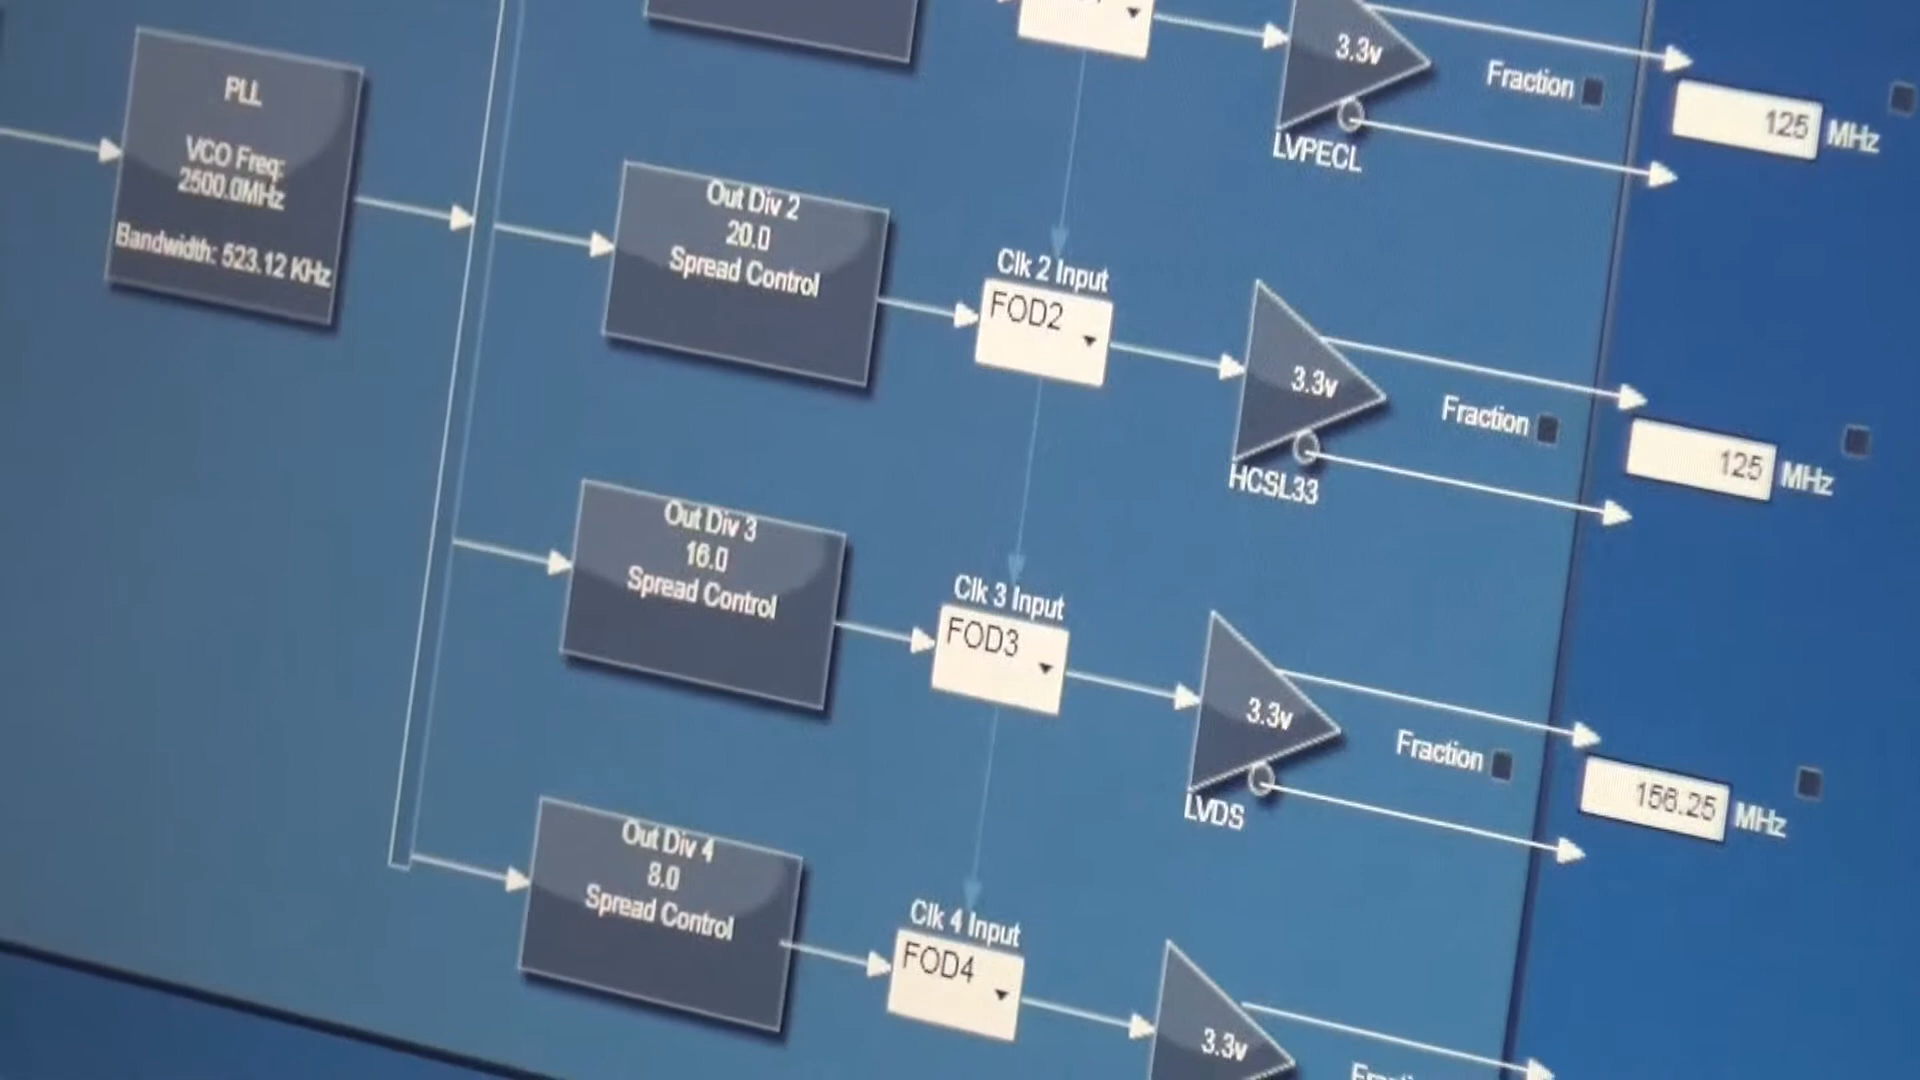 3.3v
Fraction
125 MHz
LVPECL
PLL
VCO Freq:
2500.0MHz
Bandwidth: 523.12 KHz
Out Div 2
20.0
Spread Control
Clk 2 Input
FOD2
3.3v
Fraction
125 MHz
HCSL33
Out Div 3
16.0
Spread Control
Clk 3 Input
FOD3
3.3v
Fraction
156.25 MHz
LVDS
Out Div 4
8.0
Spread Control
Clk 4 Input
FOD4
3.3v